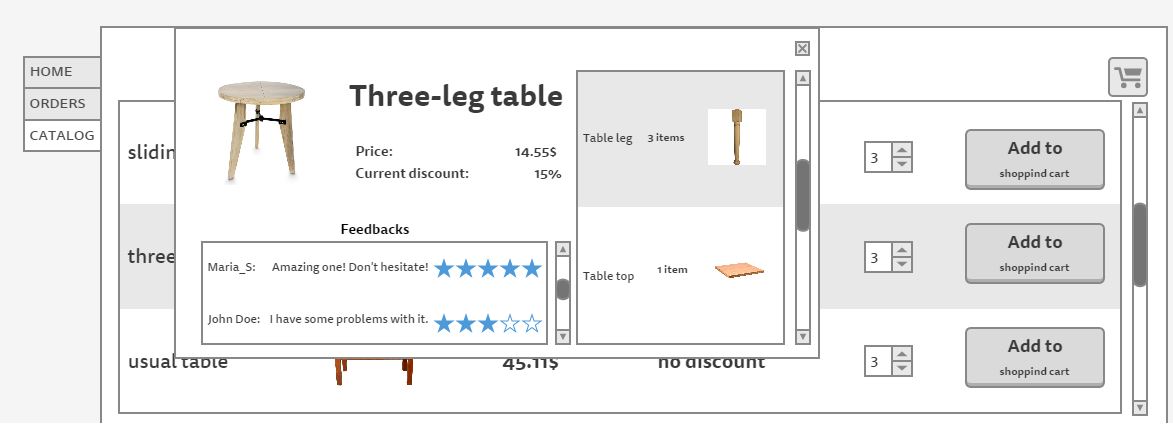 HOME
ORDERS
CATALOG
Three-leg table
Price: 14.55$
Current discount: 15%
Feedbacks
Maria_S: Amazing one! Don't hesitate!
John Doe: I have some problems with it.
Table leg 3 items
Table top 1 item
slidin
3
Add to
shoppind cart
three
3
Add to
shoppind cart
usual table 45.11$ no discount
3
Add to
shoppind cart